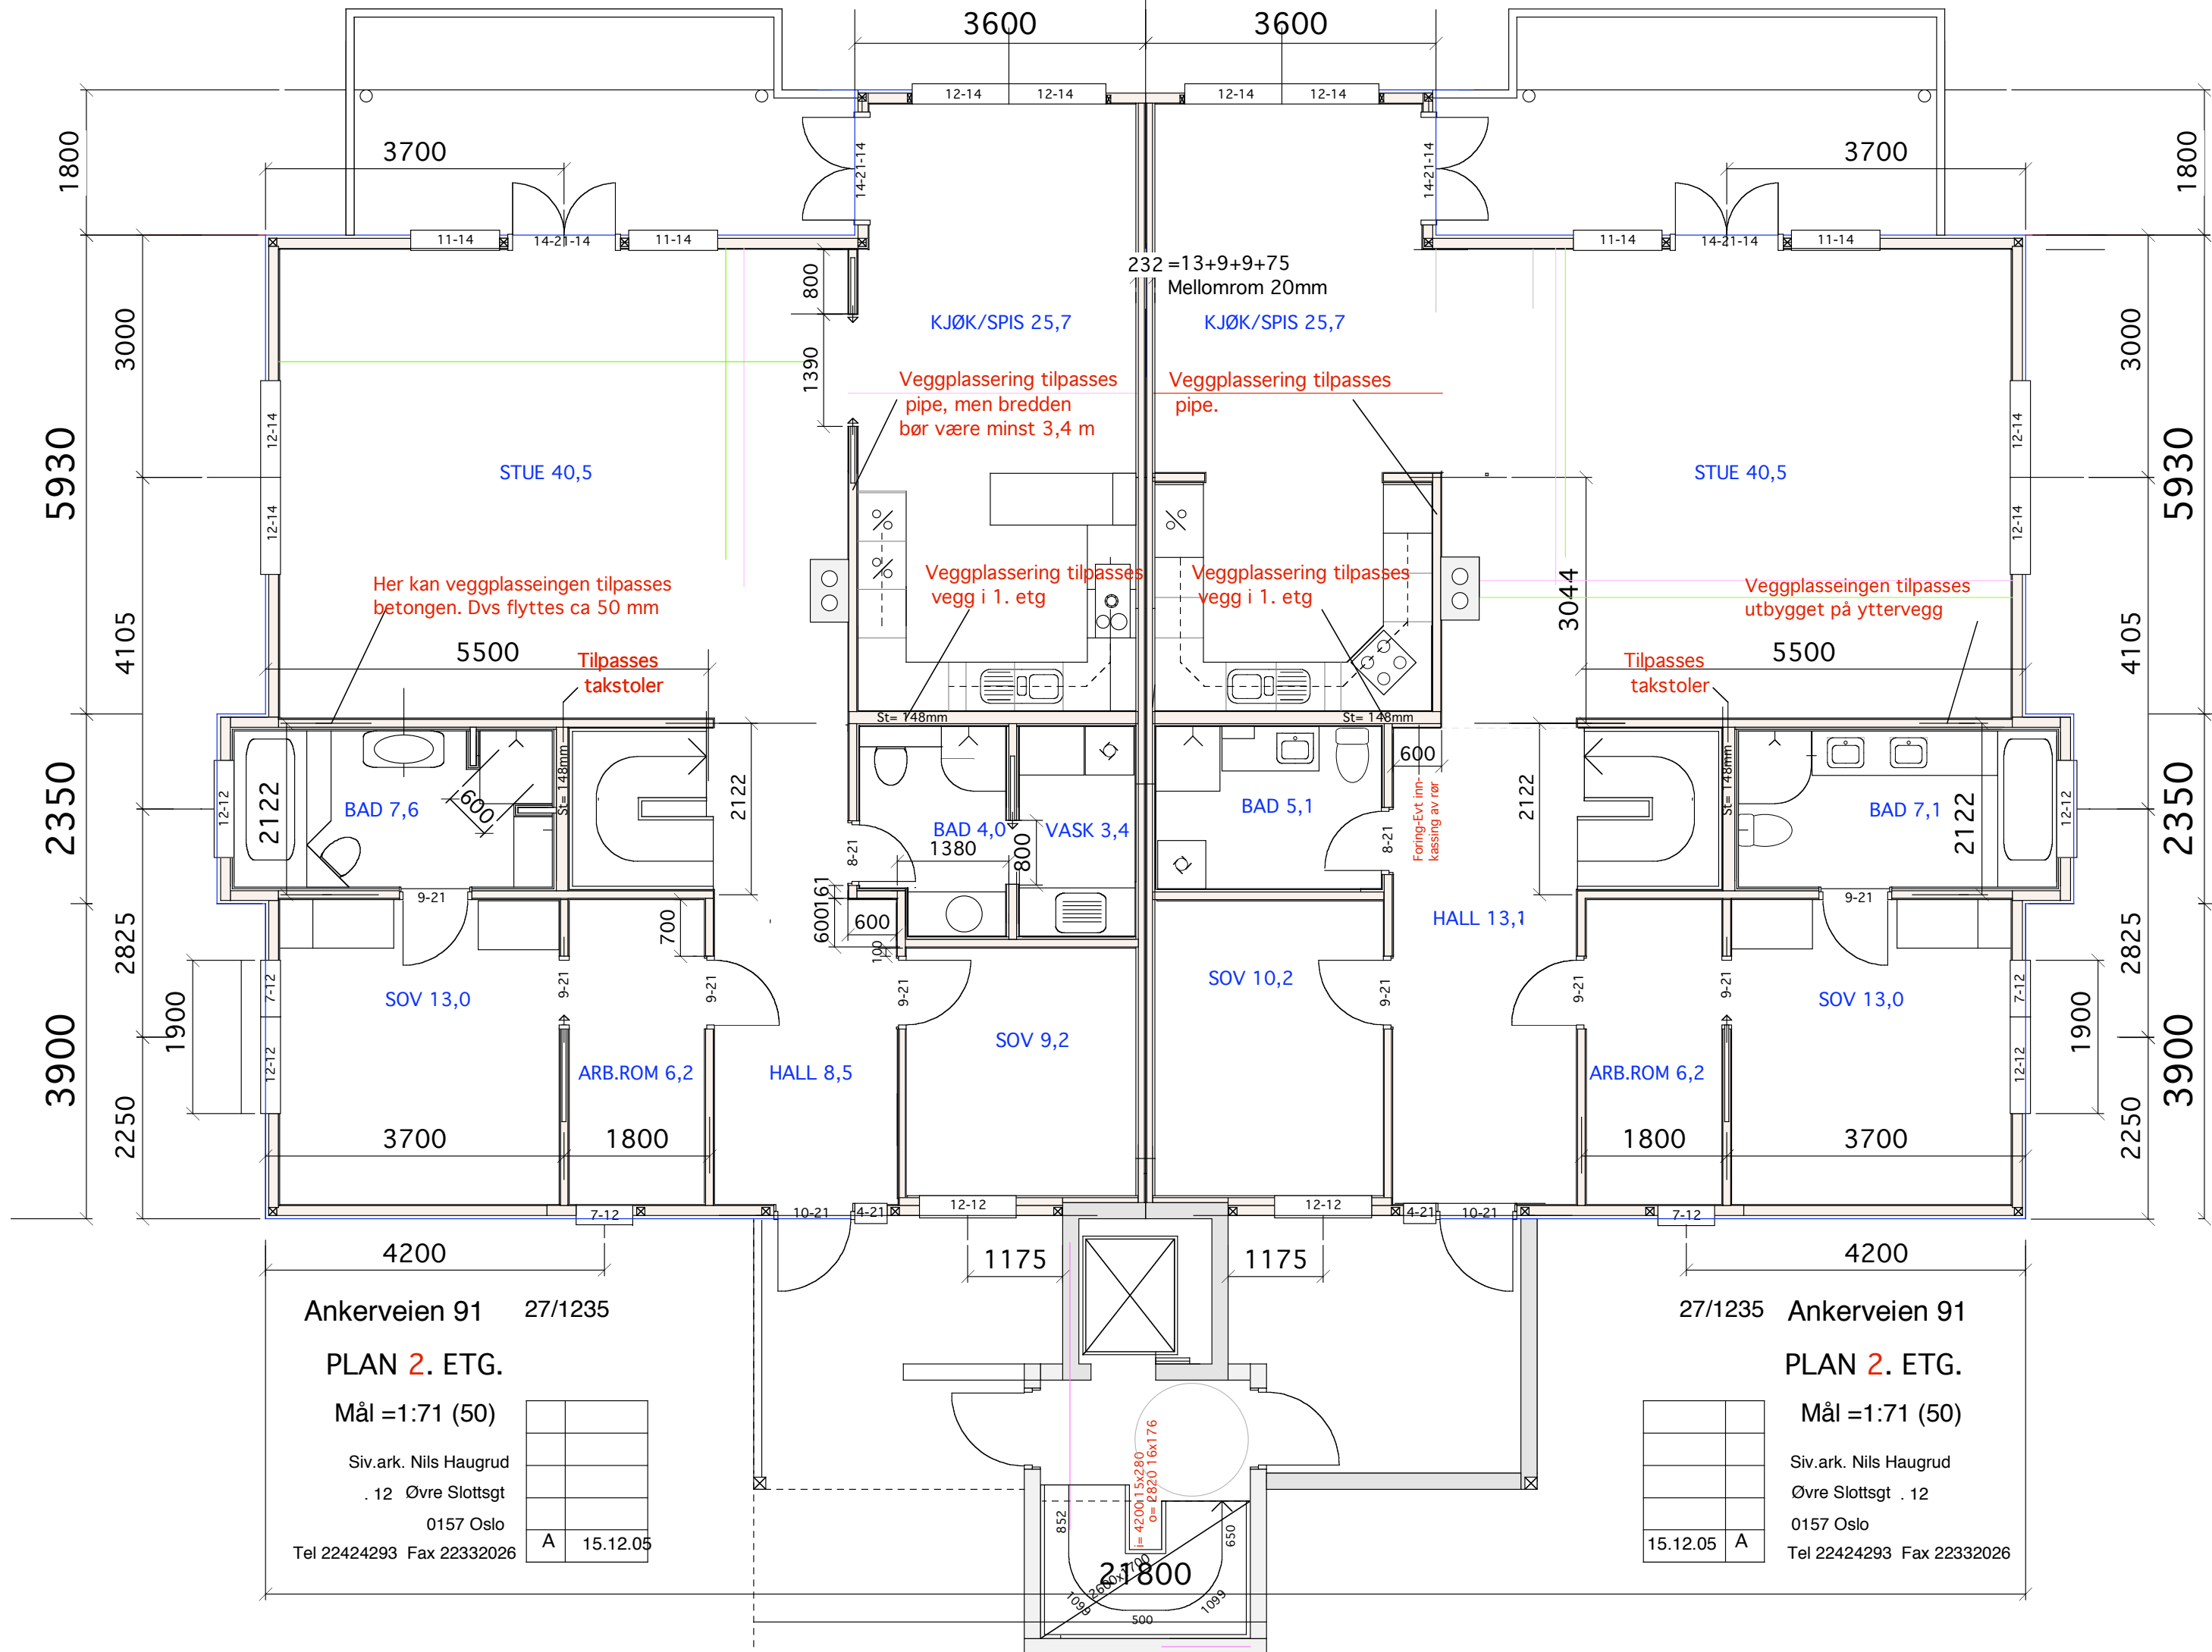 3600
3600
12-14
12-14
12-14
12-14
1800
3700
14-21-14
14-21-14
3700
1800
11-14
14-21-14
11-14
11-14
14-21-14
11-14
232 =13+9+9+75
Mellomrom 20mm
800
KJØK/SPIS 25,7
KJØK/SPIS 25,7
3000
3000
1390
Veggplassering tilpasses
pipe, men bredden
bør være minst 3,4 m
Veggplassering tilpasses
pipe.
12-14
12-14
5930
STUE 40,5
STUE 40,5
5930
12-14
12-14
Her kan veggplasseingen tilpasses
betongen. Dvs flyttes ca 50 mm
Veggplassering tilpasses
vegg i 1. etg
Veggplassering tilpasses
vegg i 1. etg
3044
Veggplasseingen tilpasses
utbygget på yttervegg
4105
4105
5500
Tilpasses
takstoler
Tilpasses
takstoler
5500
St= 148mm
St= 148mm
600
St= 148mm
St= 148mm
2350
12-12
2122
BAD 7,6
600
2122
8-21
BAD 4,0
1380
800
VASK 3,4
BAD 5,1
8-21
Foring-Evt inn-
kassing av rør
2122
BAD 7,1
2122
12-12
2350
9-21
161
600
600
100
9-21
700
HALL 13,1
2825
2825
7-12
SOV 13,0
9-21
9-21
9-21
SOV 10,2
9-21
9-21
9-21
SOV 13,0
7-12
1900
1900
SOV 9,2
3900
12-12
ARB.ROM 6,2
HALL 8,5
ARB.ROM 6,2
12-12
3900
2250
3700
1800
1800
3700
2250
7-12
10-21
4-21
12-12
12-12
4-21
10-21
7-12
4200
1175
1175
4200
Ankerveien 91
27/1235
27/1235
Ankerveien 91
PLAN 2. ETG.
PLAN 2. ETG.
Mål =1:71 (50)
Mål =1:71 (50)
Siv.ark. Nils Haugrud
Siv.ark. Nils Haugrud
. 12 Øvre Slottsgt
Øvre Slottsgt . 12
0157 Oslo
0157 Oslo
A 15.12.05
15.12.05 A
Tel 22424293 Fax 22332026
Tel 22424293 Fax 22332026
i= 4200 15x280
o= 2820 16x176
852
650
2600x1700
21800
1099
1099
500